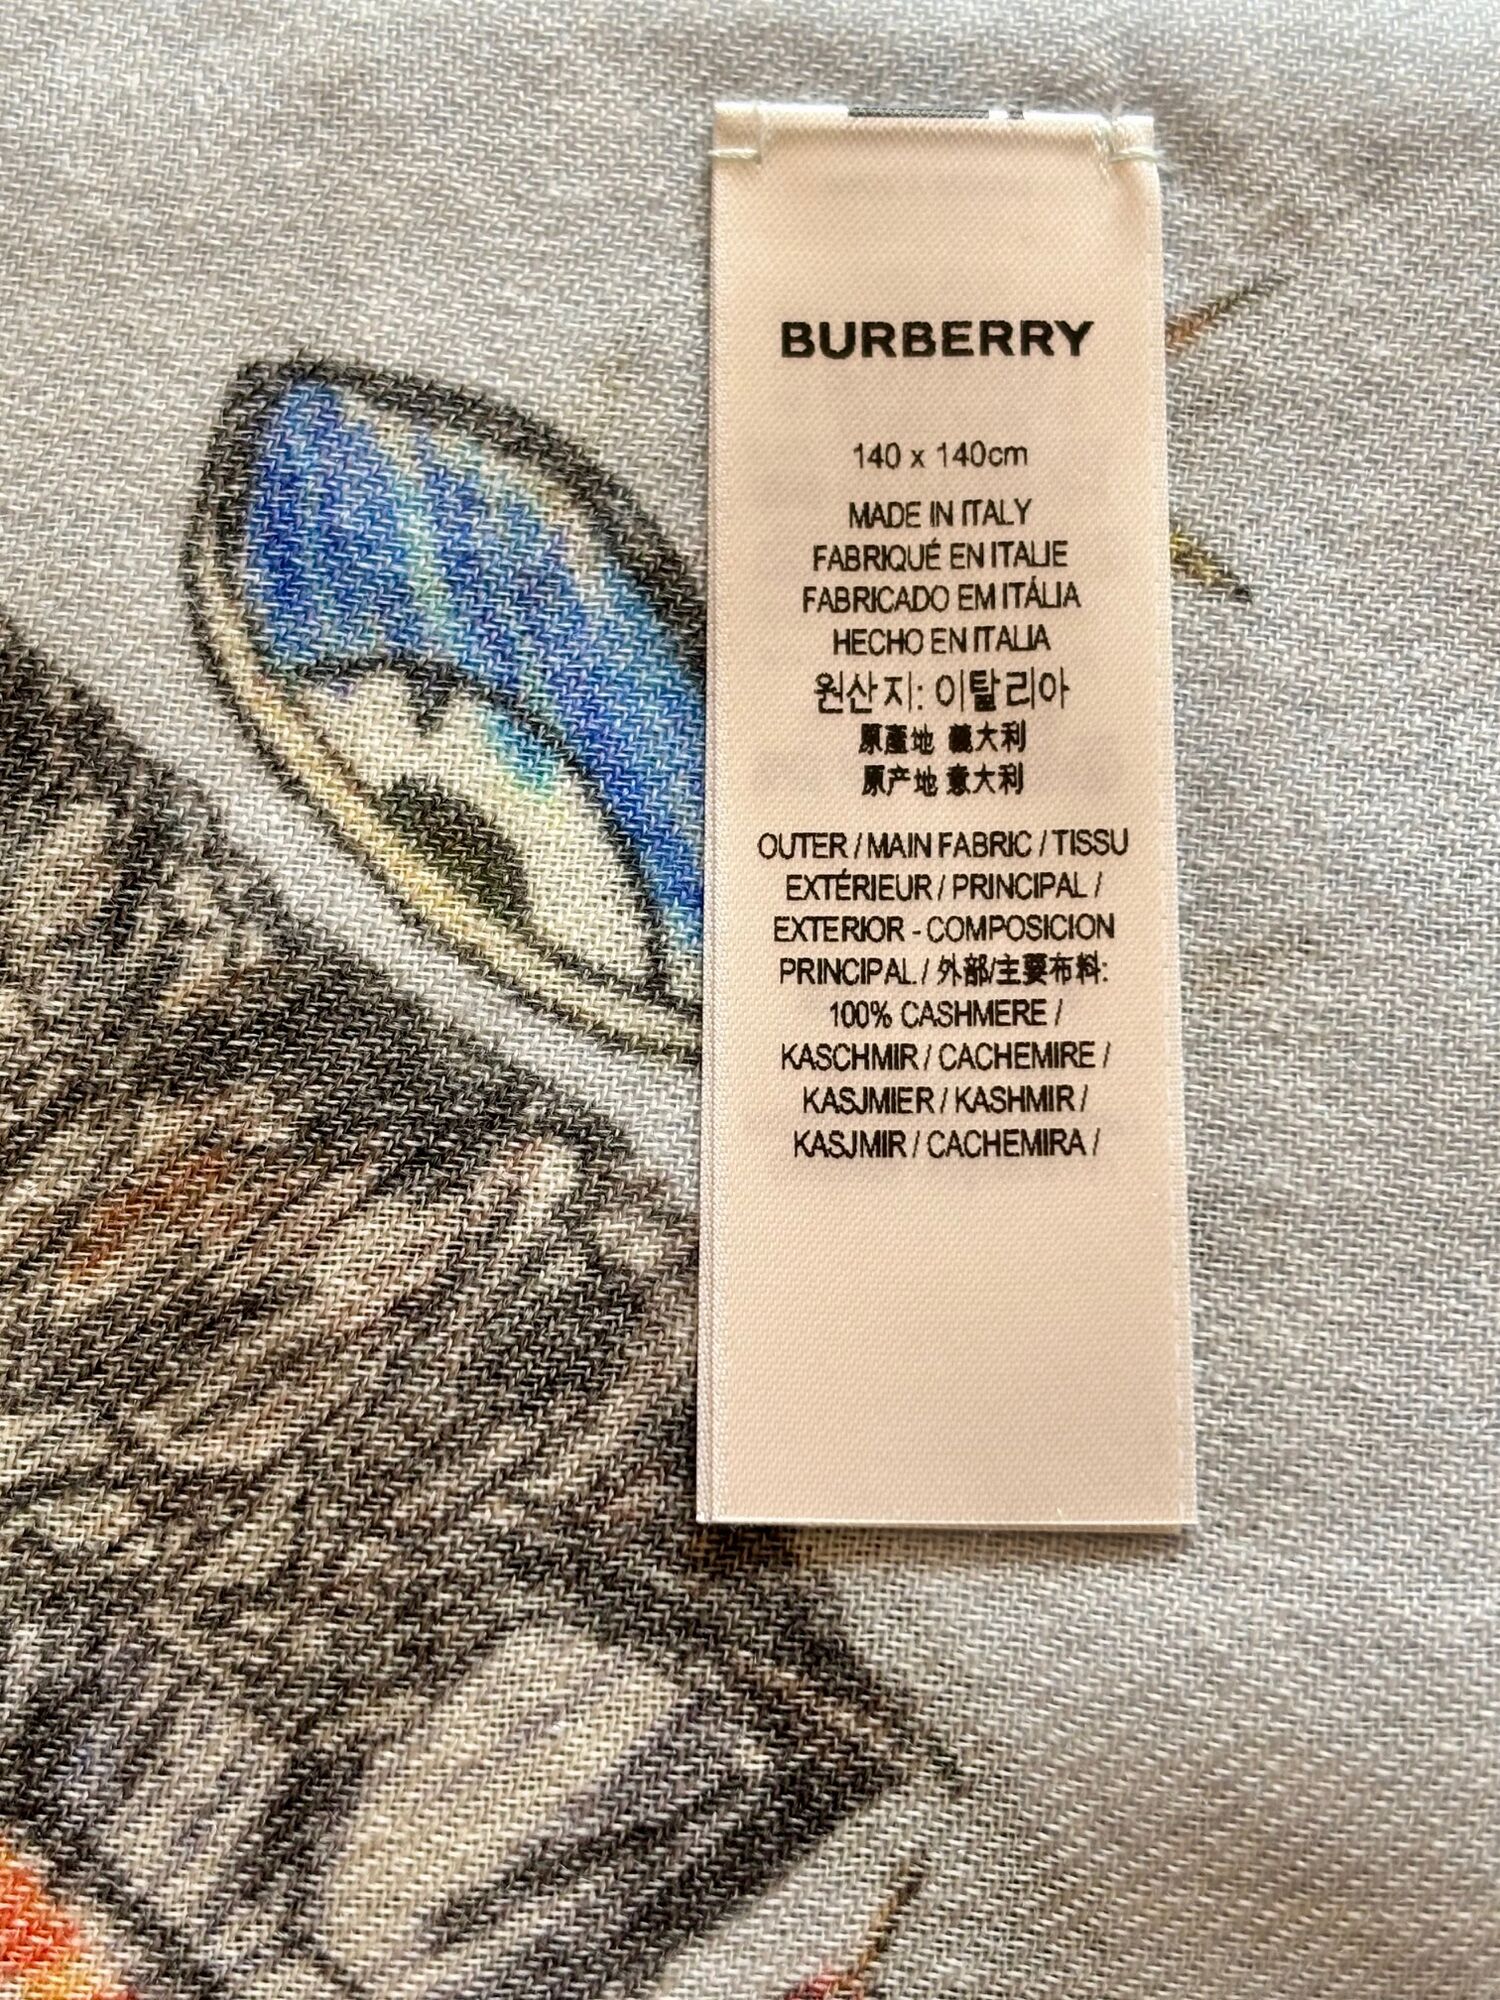 BURBERRY
140 x 140cm
MADE IN ITALY
FABRIQUÉ EN ITALIE
FABRICADO EM ITÁLIA
HECHO EN ITALIA
원산지: 이탈리아
原產地 義大利
原产地 意大利
OUTER / MAIN FABRIC / TISSU
EXTÉRIEUR / PRINCIPAL /
EXTERIOR - COMPOSICION
PRINCIPAL / 外部/主要布料:
100% CASHMERE /
KASCHMIR / CACHEMIRE /
KASJMIER / KASHMIR /
KASJMIR / CACHEMIRA /